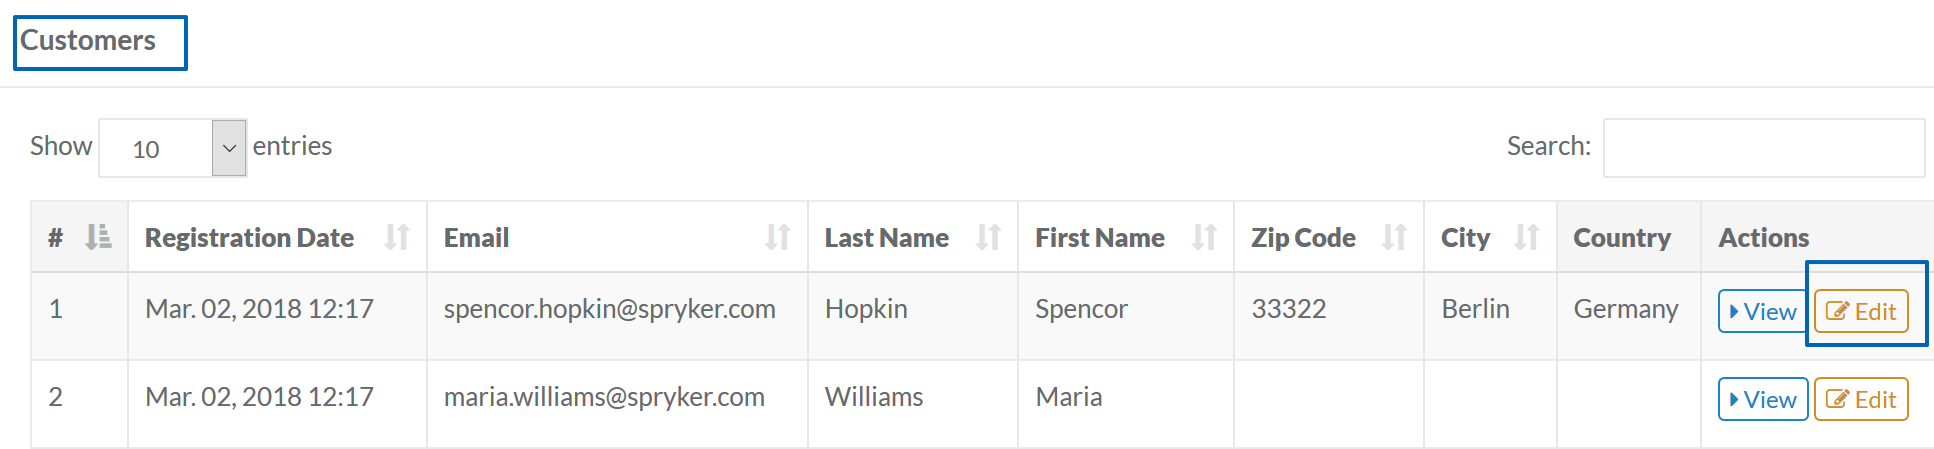 Customers
Show 10 entries Search:
# Registration Date Email Last Name First Name Zip Code City Country Actions
1 Mar. 02, 2018 12:17 spencor.hopkin@spryker.com Hopkin Spencor 33322 Berlin Germany View Edit
2 Mar. 02, 2018 12:17 maria.williams@spryker.com Williams Maria View Edit